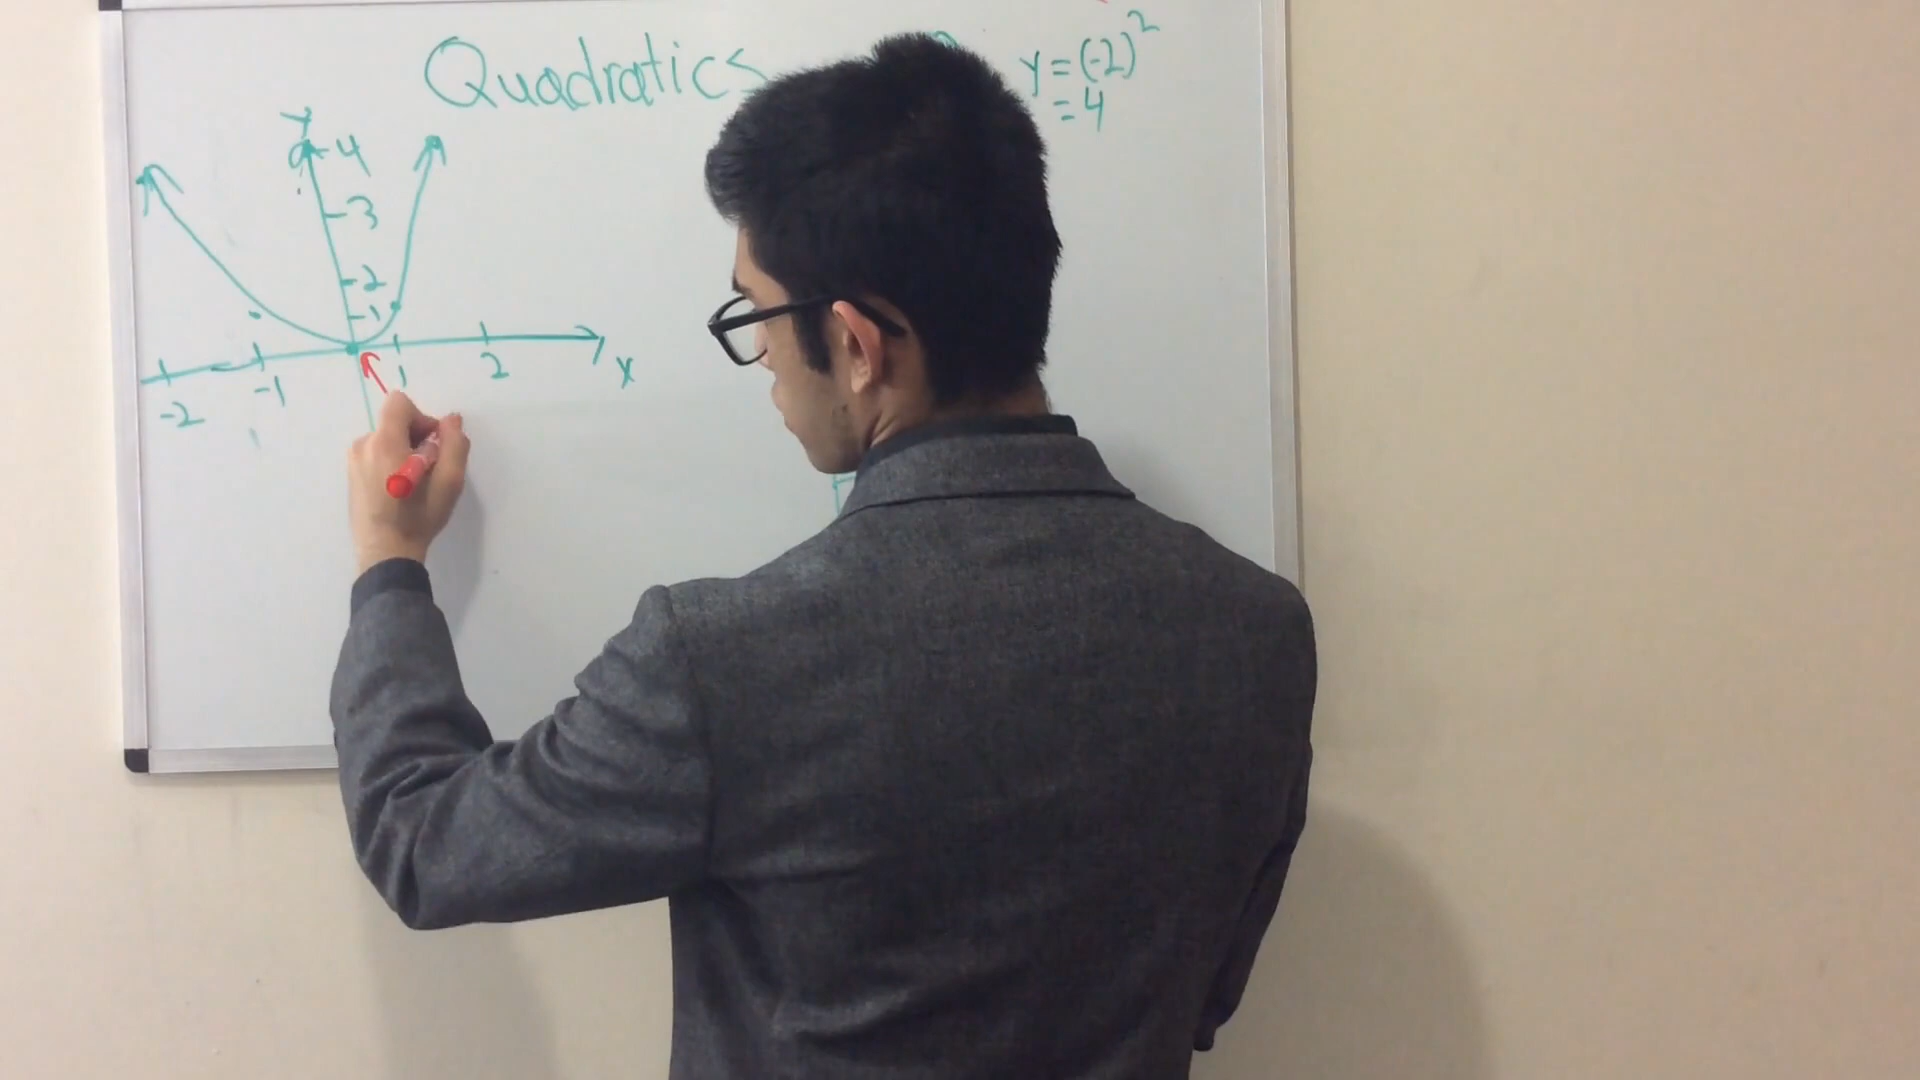 Quadratics
y = (-2)²
= 4
y
4
3
2
1
-2 -1 1 2 x